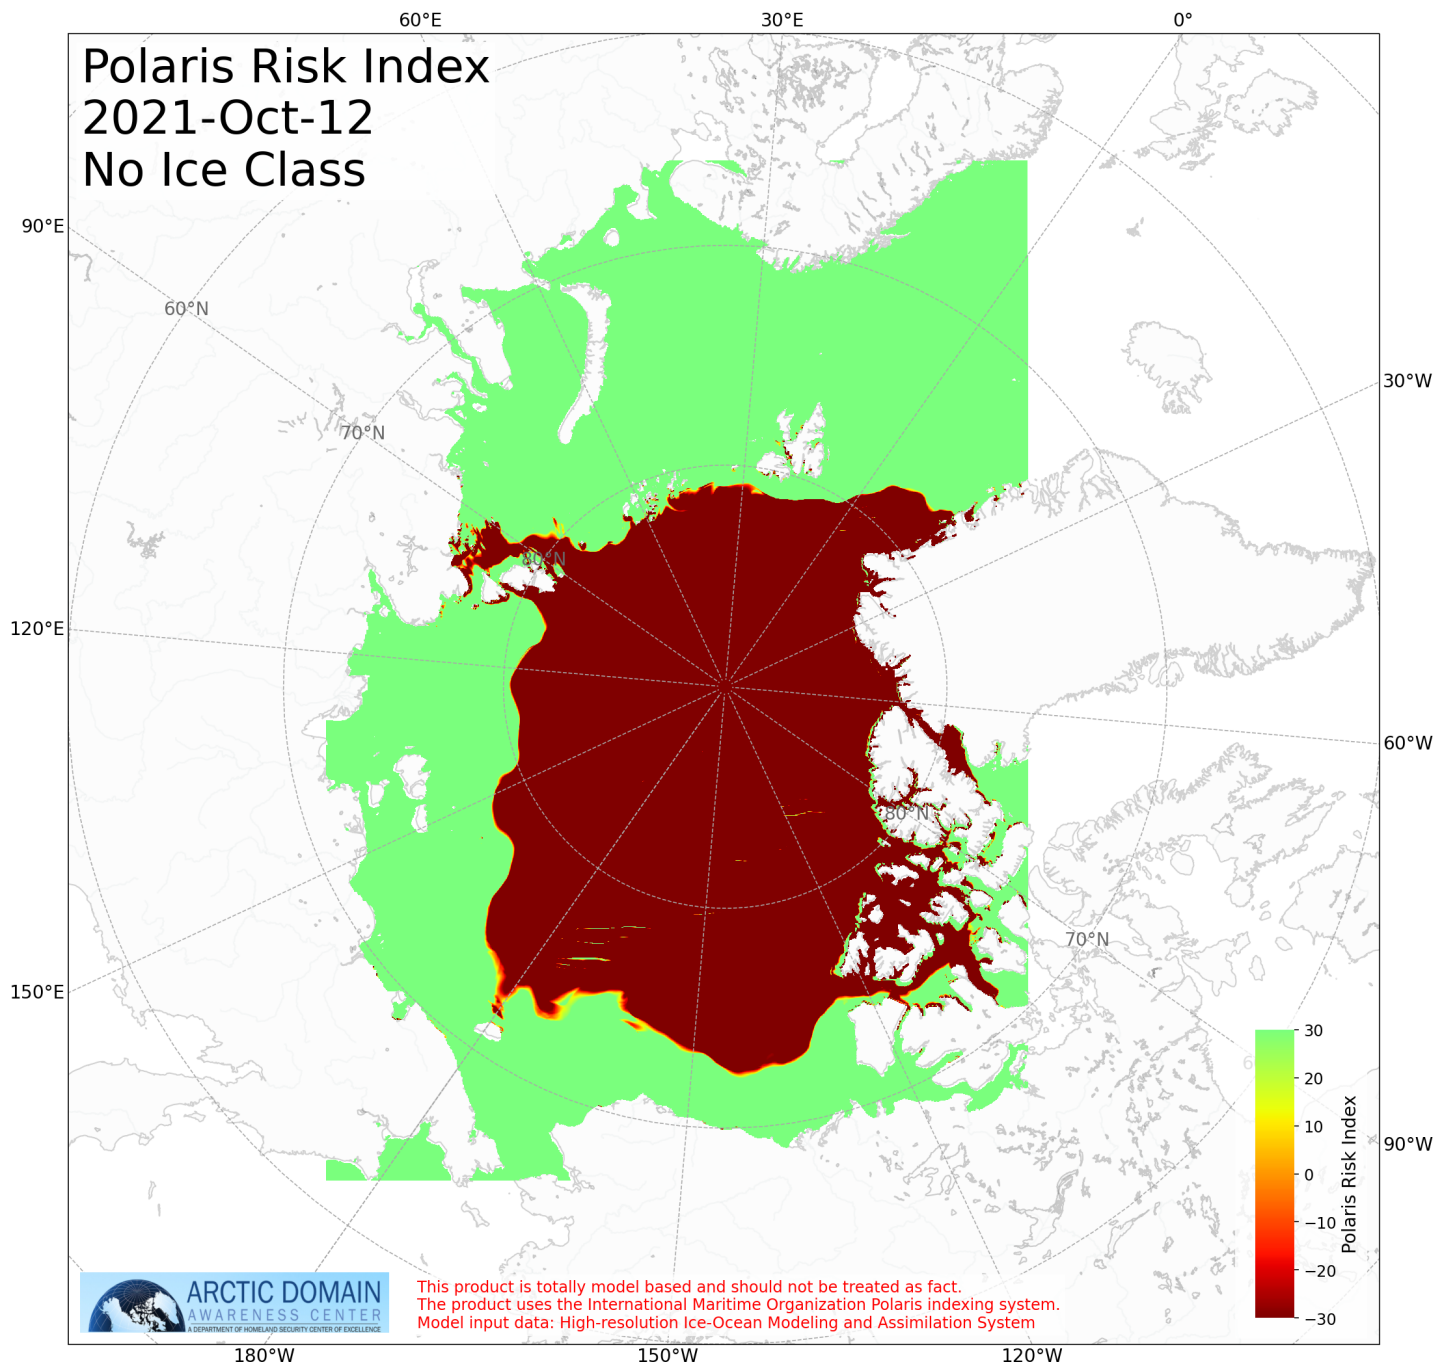 60°E
30°E
0°
Polaris Risk Index
2021-Oct-12
No Ice Class
90°E
60°N
30°W
70°N
80°N
120°E
60°W
80°N
70°N
150°E
30
20
10
0
−10
−20
−30
Polaris Risk Index
90°W
ARCTIC DOMAIN
AWARENESS CENTER
A DEPARTMENT OF HOMELAND SECURITY CENTER OF EXCELLENCE
This product is totally model based and should not be treated as fact.
The product uses the International Maritime Organization Polaris indexing system.
Model input data: High-resolution Ice-Ocean Modeling and Assimilation System
180°W
150°W
120°W